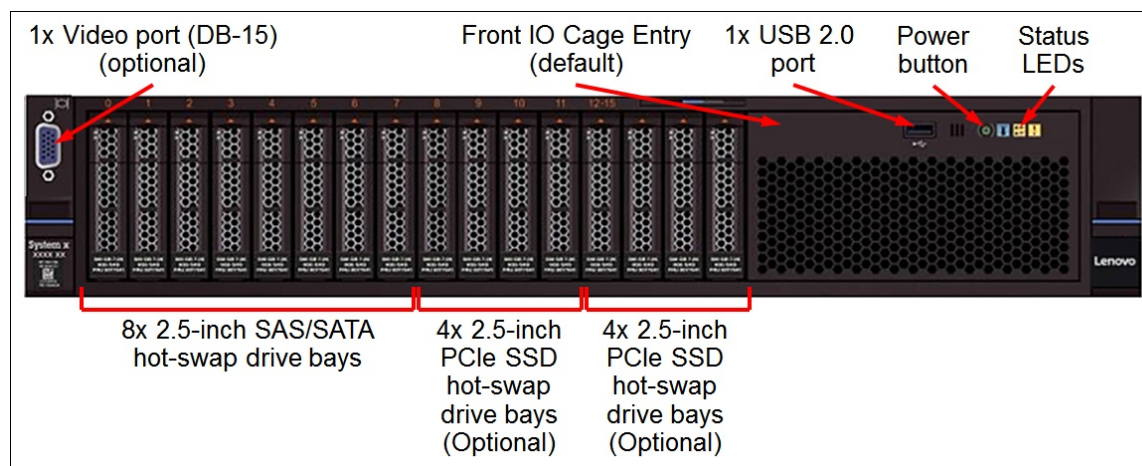 1x Video port (DB-15)
(optional)
Front IO Cage Entry
(default)
1x USB 2.0
port
Power
button
Status
LEDs
0 1 2 3 4 5 6 7 8 9 10 11 12-15
System x
XXXX XX
Lenovo
8x 2.5-inch SAS/SATA
hot-swap drive bays
4x 2.5-inch
PCIe SSD
hot-swap
drive bays
(Optional)
4x 2.5-inch
PCIe SSD
hot-swap
drive bays
(Optional)